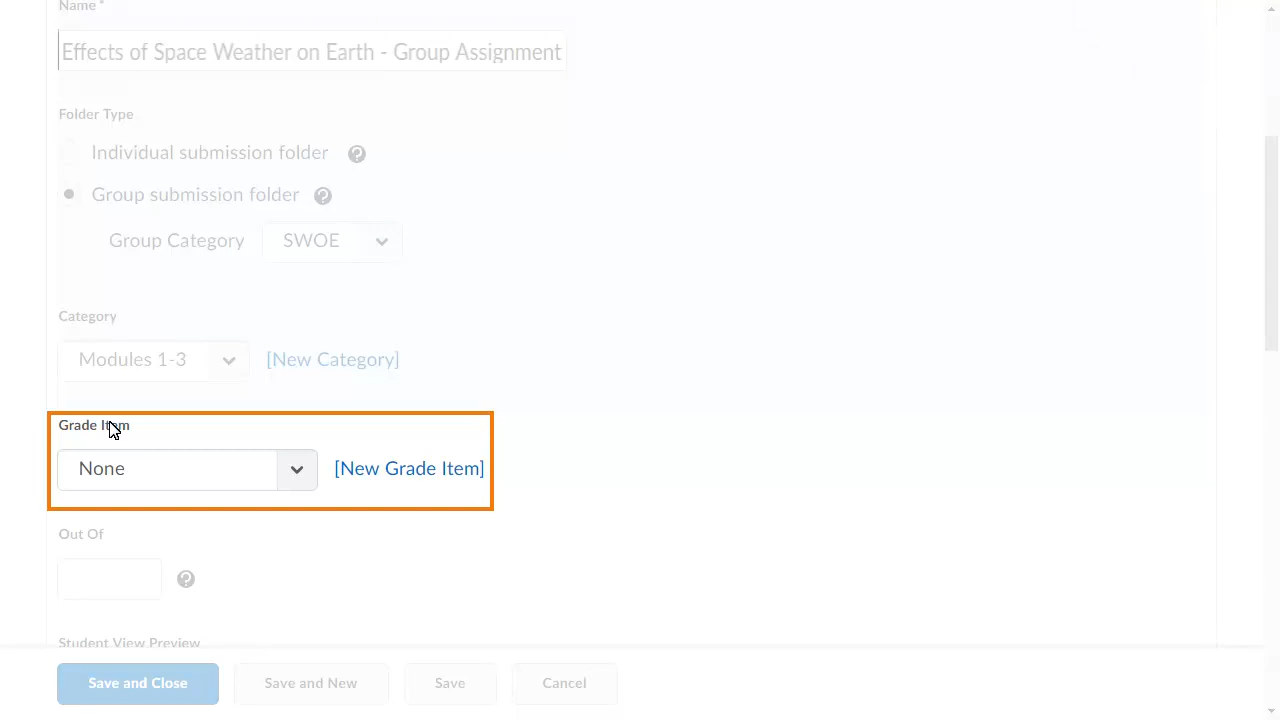 Name *
Effects of Space Weather on Earth - Group Assignment
Folder Type
Individual submission folder ?
Group submission folder ?
Group Category SWOE
Category
Modules 1-3 [New Category]
Grade Item
None [New Grade Item]
Out Of
?
Student View Preview
Save and Close Save and New Save Cancel